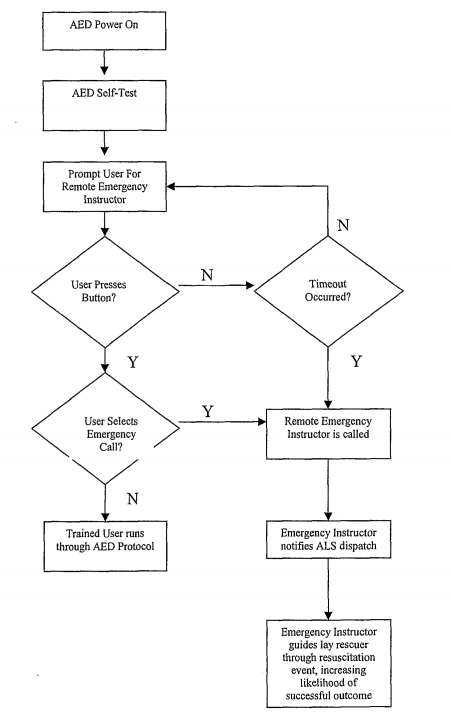 AED Power On
AED Self-Test
Prompt User For
Remote Emergency
Instructor
N
User Presses
Button?
N
Timeout
Occurred?
Y
Y
User Selects
Emergency
Call?
Y
Remote Emergency
Instructor is called
N
Trained User runs
through AED Protocol
Emergency Instructor
notifies ALS dispatch
Emergency Instructor
guides lay rescuer
through resuscitation
event, increasing
likelihood of
successful outcome